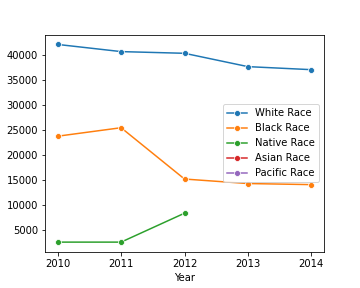 40000
35000
30000
25000
20000
15000
10000
5000
White Race
Black Race
Native Race
Asian Race
Pacific Race
2010 2011 2012 2013 2014
Year